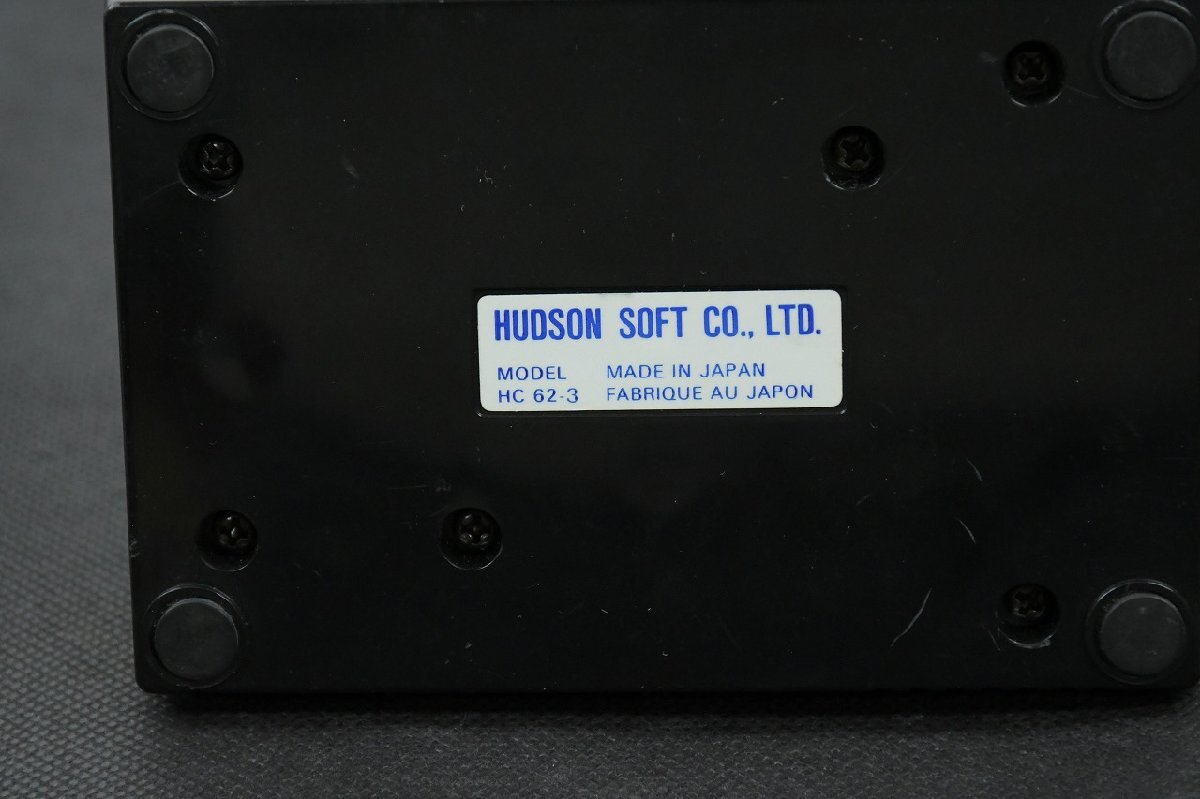 HUDSON SOFT CO., LTD.
MODEL MADE IN JAPAN
HC 62-3 FABRIQUE AU JAPON